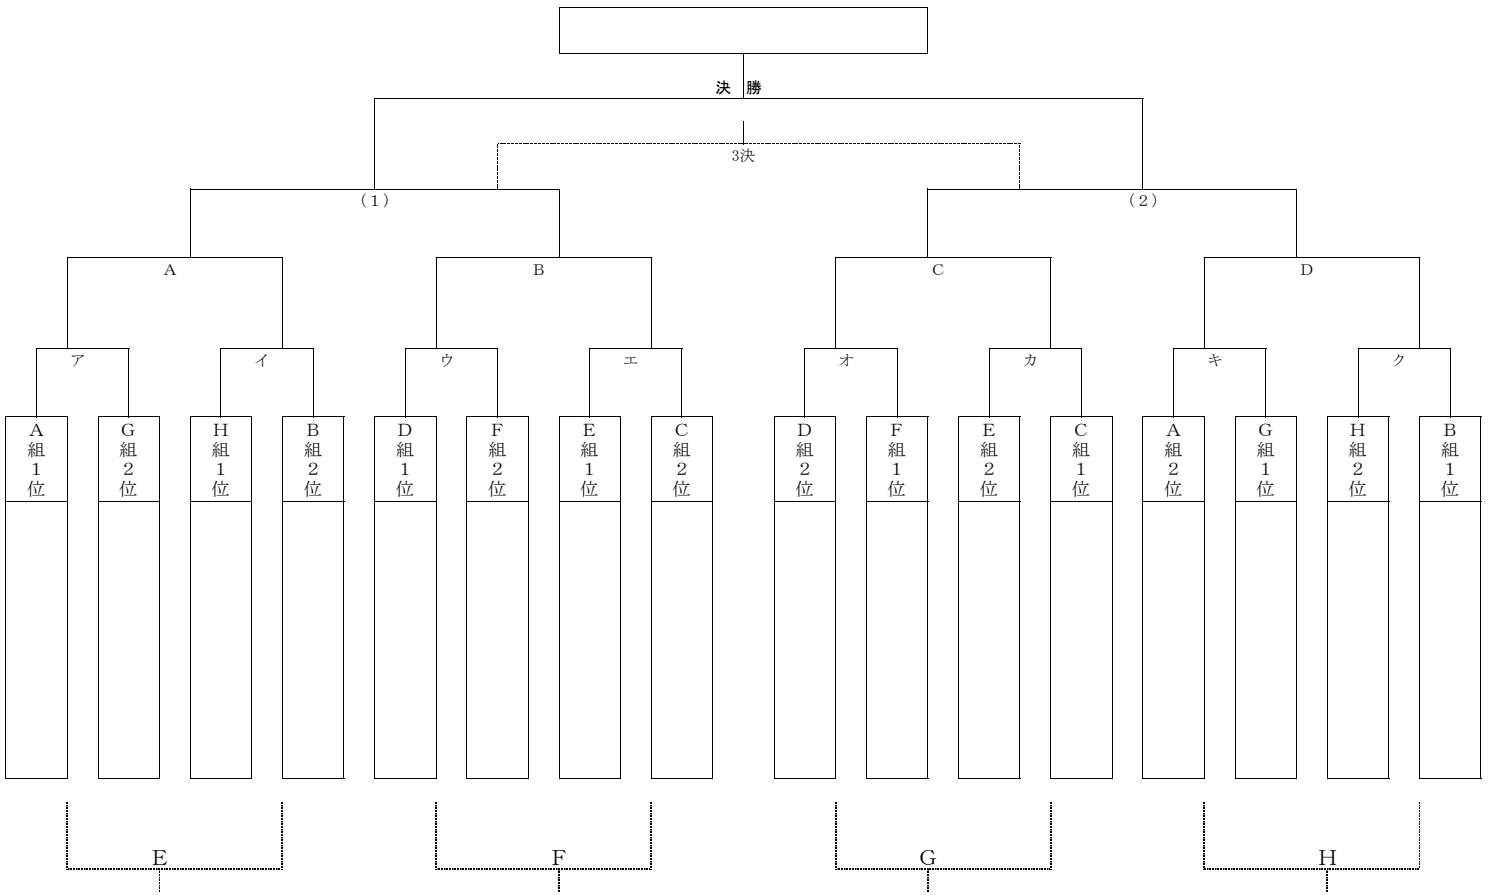 決 勝
3決
(１) (２)
A B C D
ア イ ウ エ オ カ キ ク
A組１位
G組２位
H組１位
B組２位
D組１位
F組２位
E組１位
C組２位
D組２位
F組１位
E組２位
C組１位
A組２位
G組１位
H組２位
B組１位
E F G H